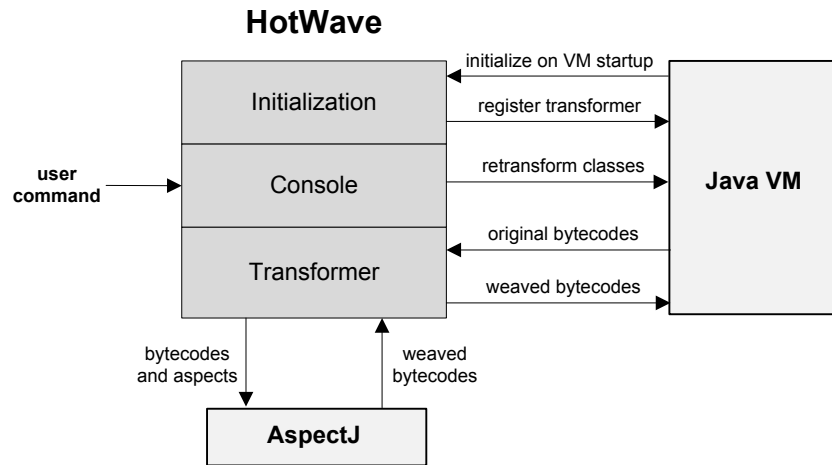 HotWave
initialize on VM startup
Initialization
register transformer
user
command
Console
retransform classes
Java VM
original bytecodes
Transformer
weaved bytecodes
bytecodes
and aspects
weaved
bytecodes
AspectJ